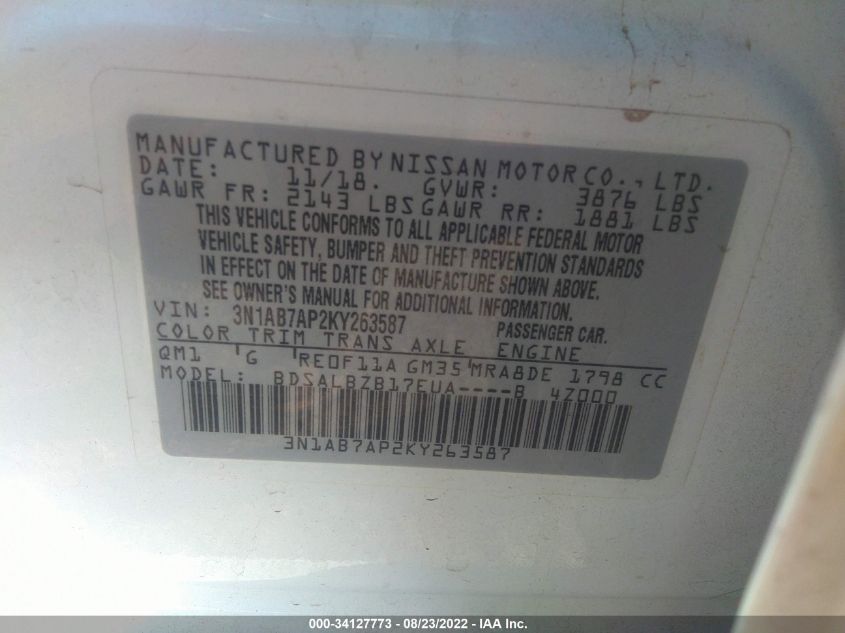 MANUFACTURED BY NISSAN MOTOR CO., LTD.
DATE: 11/18. GVWR: 3876 LBS
GAWR FR: 2143 LBS GAWR RR: 1881 LBS
THIS VEHICLE CONFORMS TO ALL APPLICABLE FEDERAL MOTOR
VEHICLE SAFETY, BUMPER AND THEFT PREVENTION STANDARDS
IN EFFECT ON THE DATE OF MANUFACTURE SHOWN ABOVE.
SEE OWNER'S MANUAL FOR ADDITIONAL INFORMATION.
VIN: 3N1AB7AP2KY263587 PASSENGER CAR.
COLOR TRIM TRANS AXLE ENGINE
QM1 'G 'RE0F11A GM35'MRA8DE 1798 CC
MODEL: BDSALBZB17EUA----B 4Z000
3N1AB7AP2KY263587
000-34127773 - 08/23/2022 - IAA Inc.